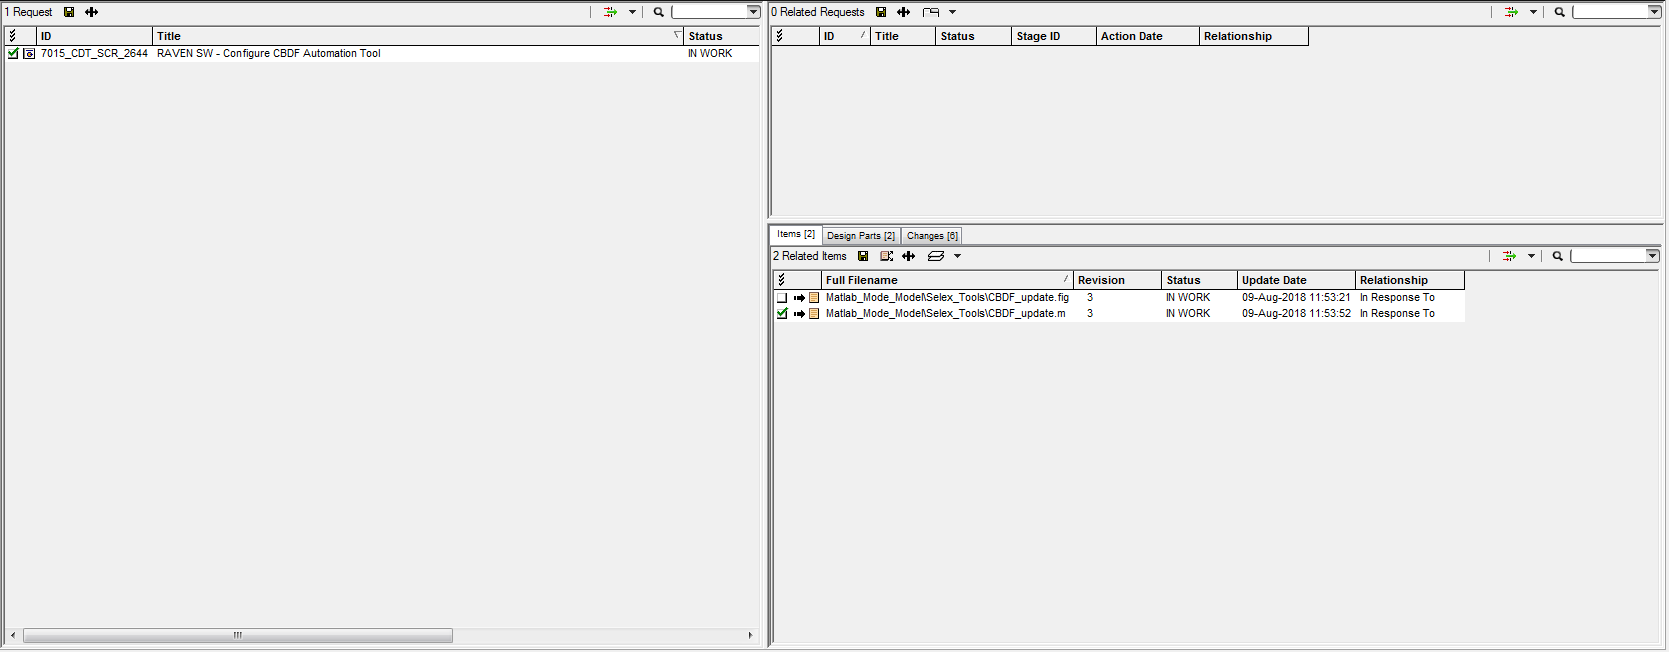 1 Request
ID Title Status
7015_CDT_SCR_2644 RAVEN SW - Configure CBDF Automation Tool IN WORK
0 Related Requests
ID Title Status Stage ID Action Date Relationship
Items [2] Design Parts [2] Changes [6]
2 Related Items
Full Filename Revision Status Update Date Relationship
Matlab_Mode_Model\Selex_Tools\CBDF_update.fig 3 IN WORK 09-Aug-2018 11:53:21 In Response To
Matlab_Mode_Model\Selex_Tools\CBDF_update.m 3 IN WORK 09-Aug-2018 11:53:52 In Response To